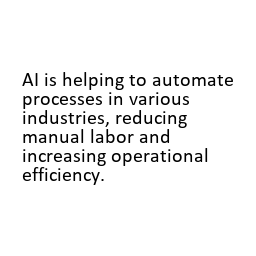 AI is helping to automate
processes in various
industries, reducing
manual labor and
increasing operational
efficiency.